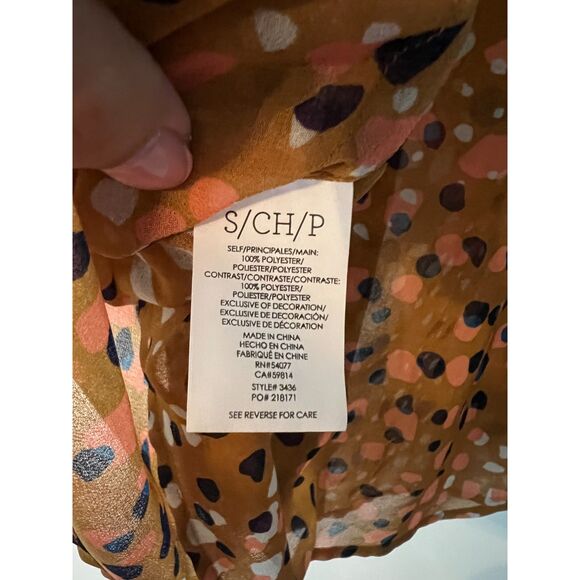 S/CH/P
SELF/PRINCIPALES/MAIN:
100% POLYESTER/
POLIESTER/POLYESTER
CONTRAST/CONTRASTE/CONTRASTE:
100% POLYESTER/
POLIESTER/POLYESTER
EXCLUSIVE OF DECORATION/
EXCLUSIVE DE DECORACIÓN/
EXCLUSIVE DE DÉCORATION
MADE IN CHINA
HECHO EN CHINA
FABRIQUÉ EN CHINE
RN#54077
CA#59814
STYLE# 3436
PO# 218171
SEE REVERSE FOR CARE